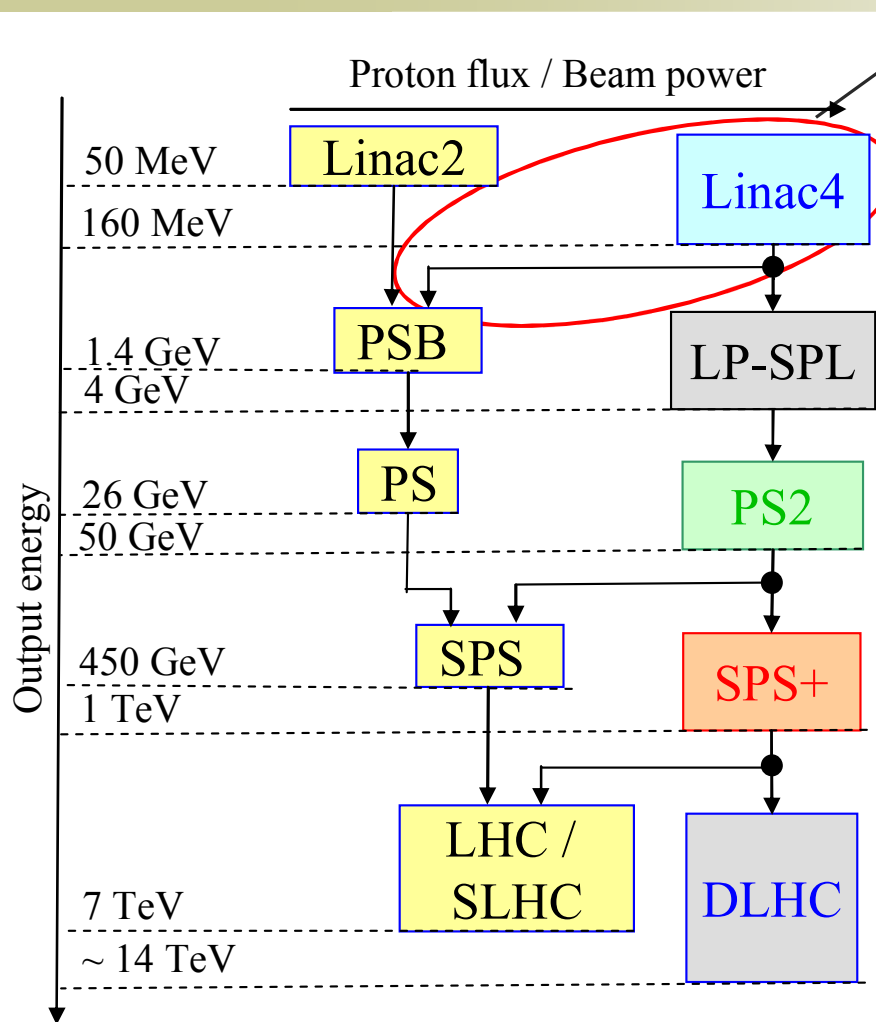 Proton flux / Beam power
50 MeV
Linac2
Linac4
160 MeV
PSB
LP-SPL
1.4 GeV
4 GeV
PS
PS2
26 GeV
50 GeV
Output energy
SPS
SPS+
450 GeV
1 TeV
LHC /
SLHC
DLHC
7 TeV
~ 14 TeV